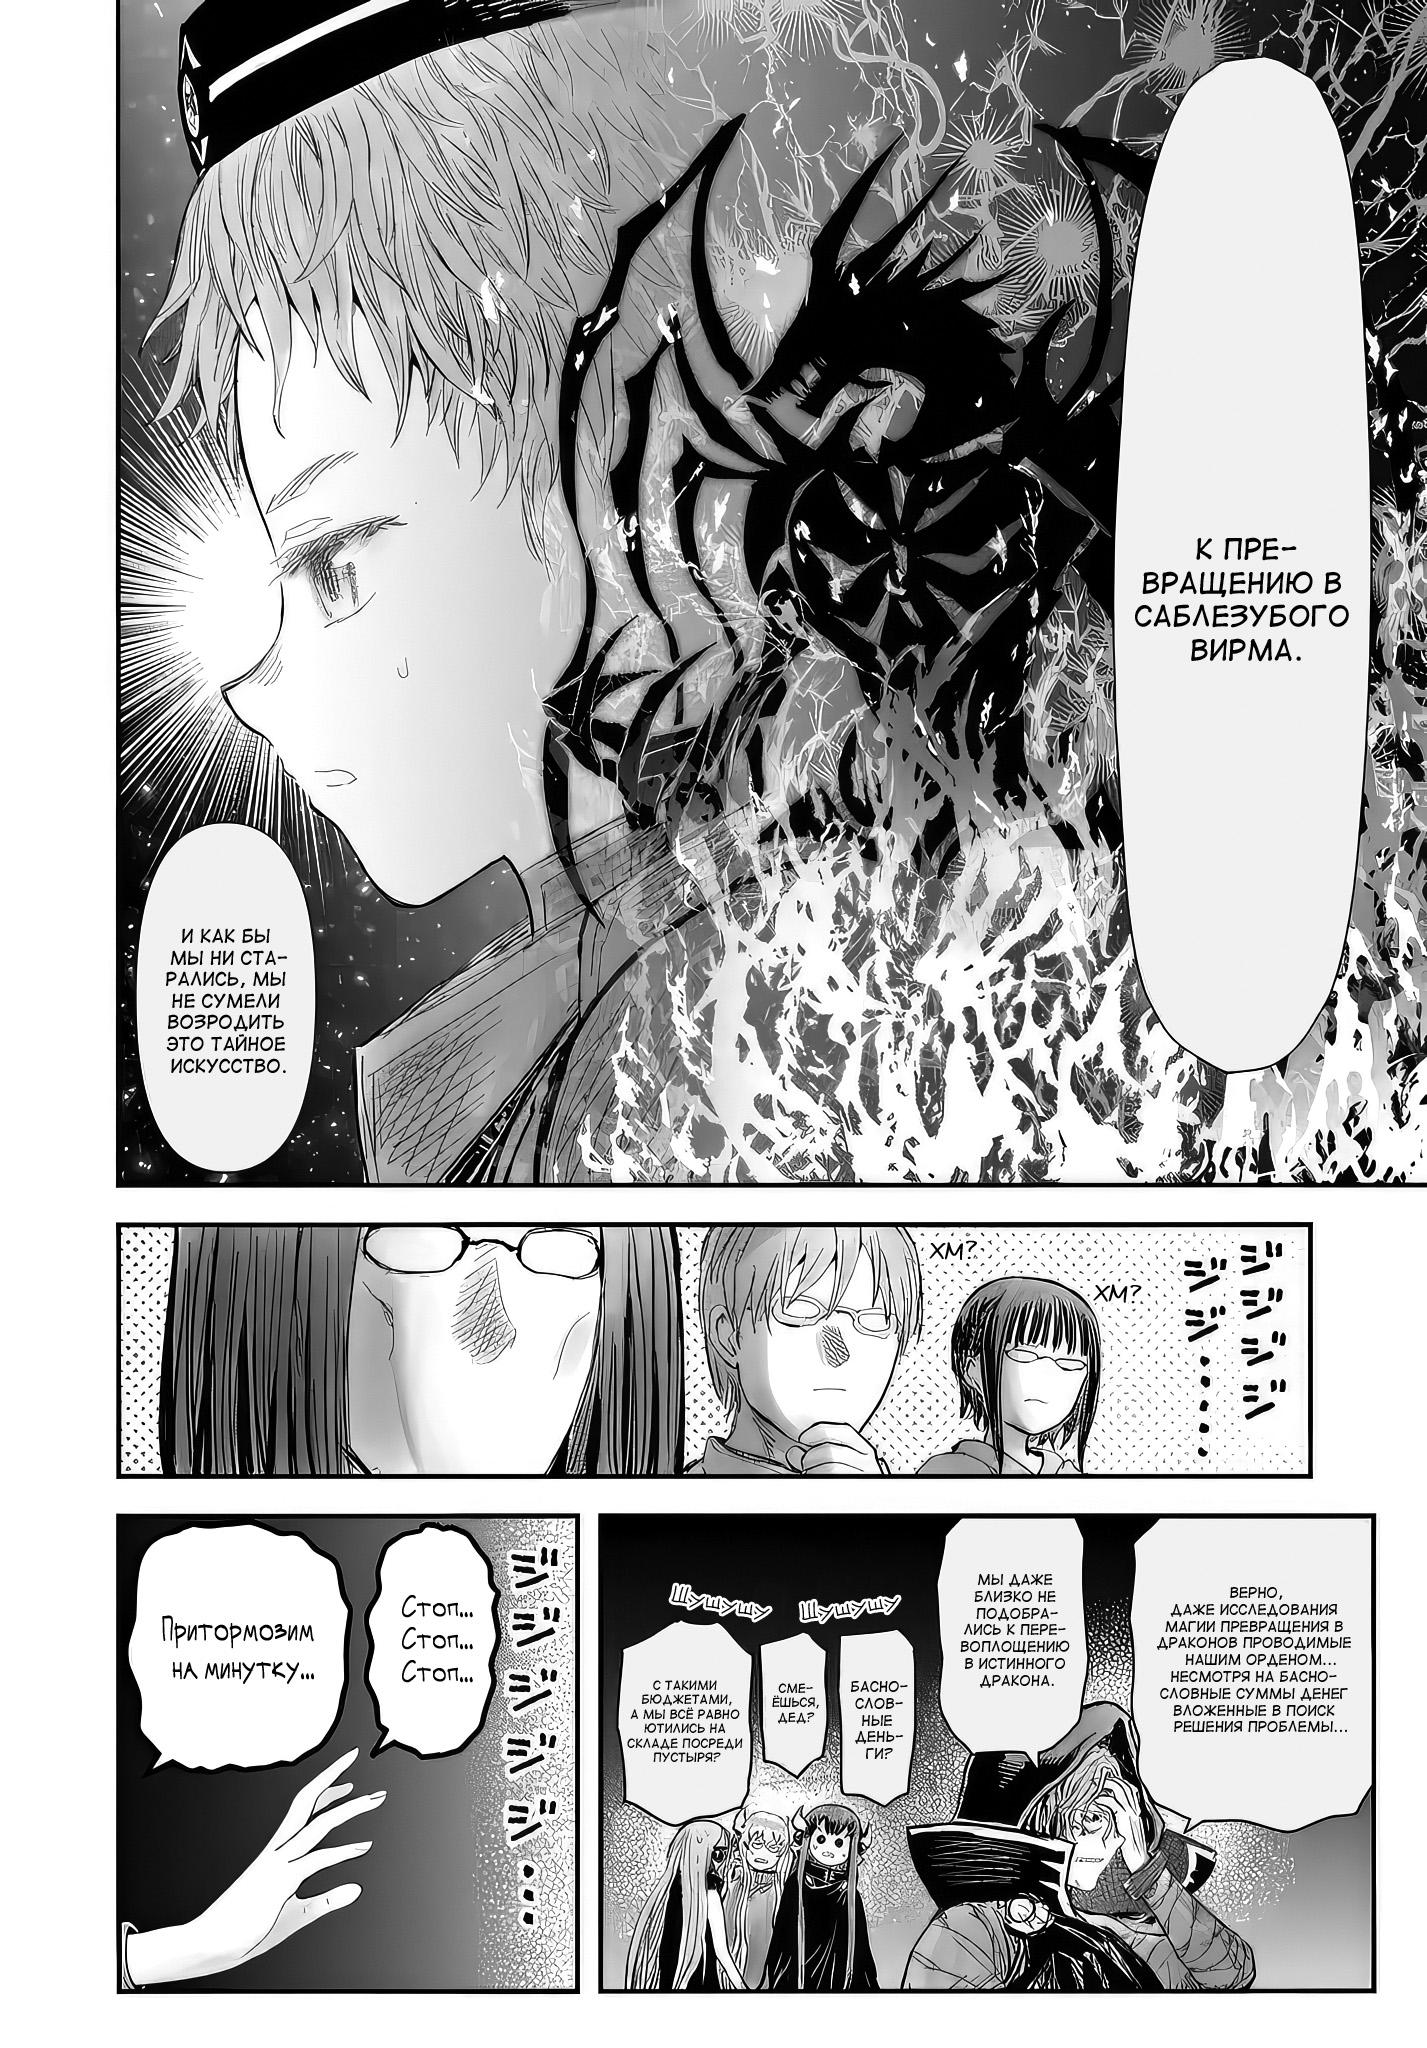 К ПРЕ-
ВРАЩЕНИЮ В
САБЛЕЗУБОГО
ВИРМА.
И КАК БЫ
МЫ НИ СТА-
РАЛИСЬ, МЫ
НЕ СУМЕЛИ
ВОЗРОДИТЬ
ЭТО ТАЙНОЕ
ИСКУССТВО.
ХМ?
ХМ?
ジジジ......
ジジジ......
ВЕРНО,
ДАЖЕ ИССЛЕДОВАНИЯ
МАГИИ ПРЕВРАЩЕНИЯ В
ДРАКОНОВ ПРОВОДИМЫЕ
НАШИМ ОРДЕНОМ...
НЕСМОТРЯ НА БАСНО-
СЛОВНЫЕ СУММЫ ДЕНЕГ
ВЛОЖЕННЫЕ В ПОИСК
РЕШЕНИЯ ПРОБЛЕМЫ...
МЫ ДАЖЕ
БЛИЗКО НЕ
ПОДОБРА-
ЛИСЬ К ПЕРЕ-
ВОПЛОЩЕНИЮ
В ИСТИННОГО
ДРАКОНА.
Шушушу
Шушушу
БАСНО-
СЛОВ-
НЫЕ
ДЕНЬ-
ГИ?
СМЕ-
ЁШЬСЯ,
ДЕД?
С ТАКИМИ
БЮДЖЕТАМИ,
А МЫ ВСЁ РАВНО
ЮТИЛИСЬ НА
СКЛАДЕ ПОСРЕДИ
ПУСТЫРЯ?
Стоп...
Стоп...
Стоп...
Притормозим
на минутку...